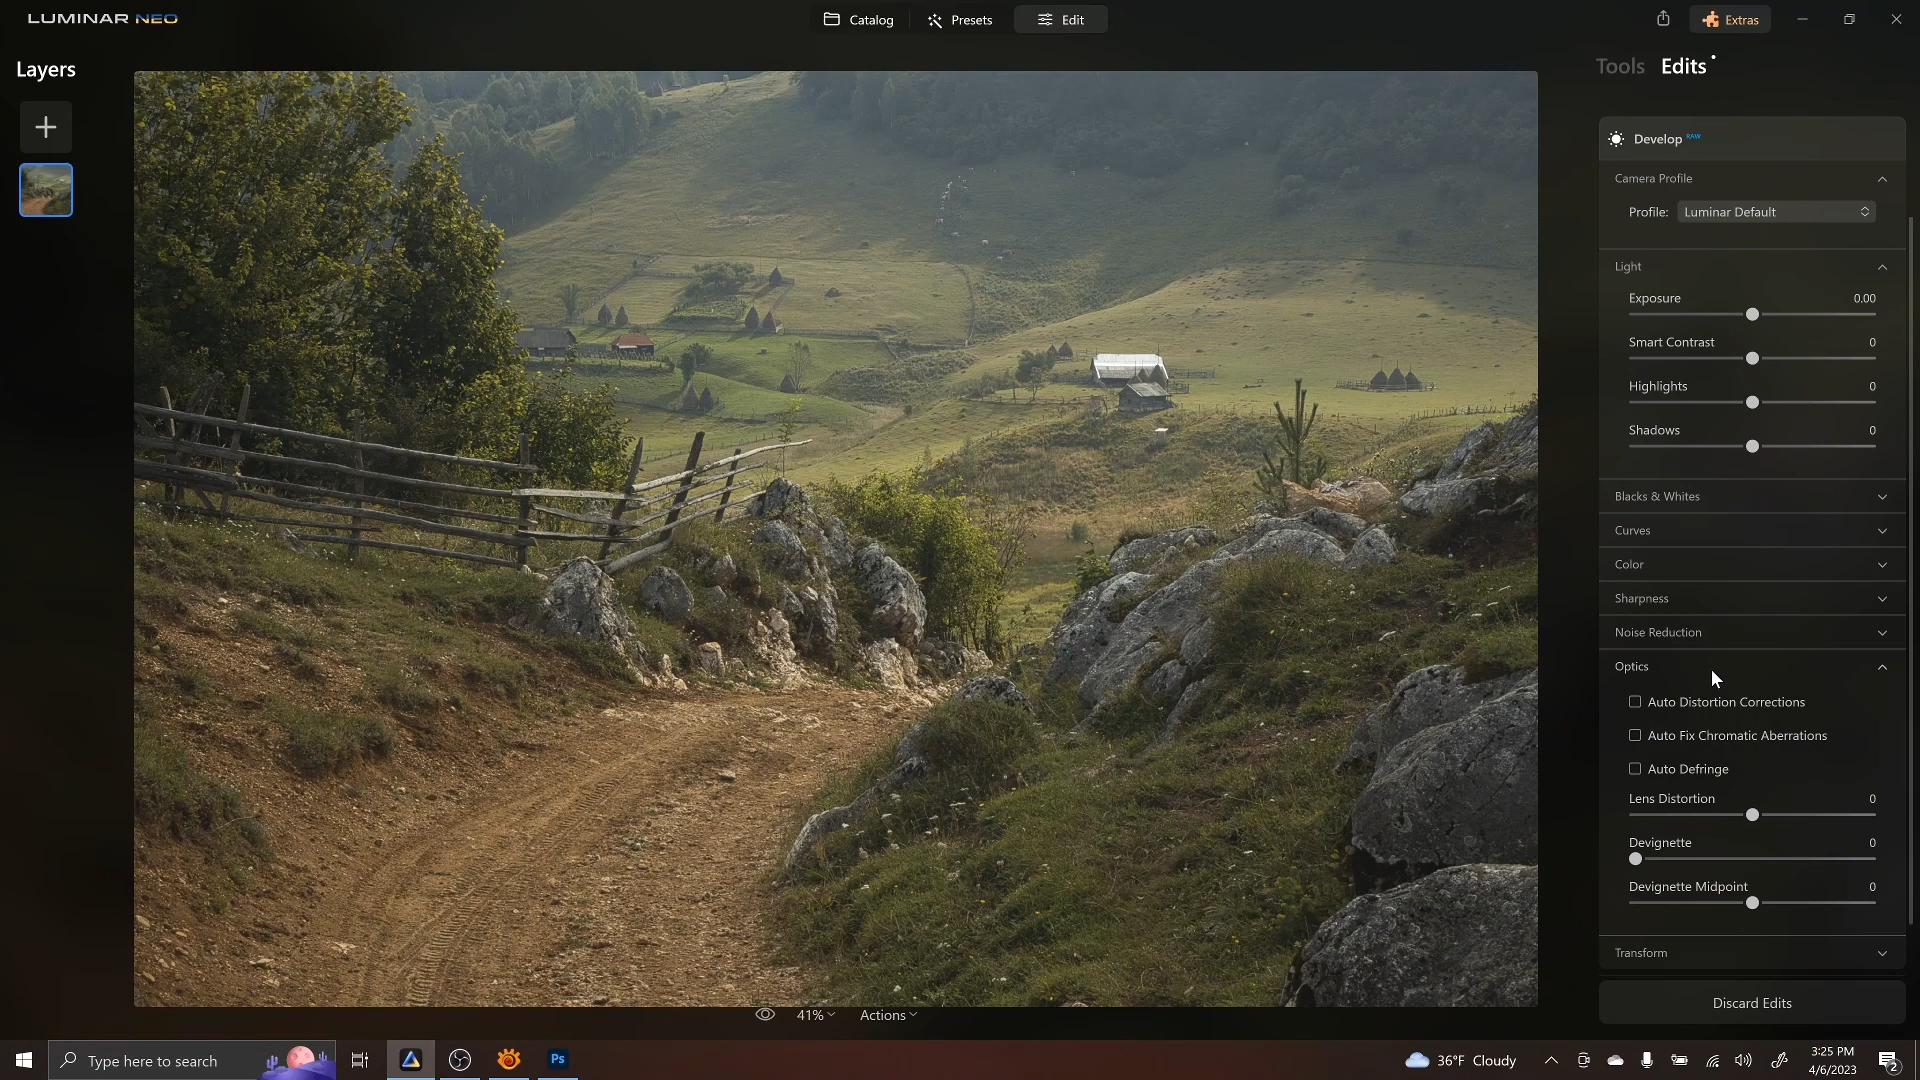 LUMINAR NEO
Catalog
Presets
Edit
Extras
Layers
Tools
Edits
Develop RAW
Camera Profile
Profile: Luminar Default
Light
Exposure 0.00
Smart Contrast 0
Highlights 0
Shadows 0
Blacks & Whites
Curves
Color
Sharpness
Noise Reduction
Optics
Auto Distortion Corrections
Auto Fix Chromatic Aberrations
Auto Defringe
Lens Distortion 0
Devignette 0
Devignette Midpoint 0
Transform
Discard Edits
41%
Actions
Type here to search
Ps
36°F Cloudy
3:25 PM
4/6/2023
2